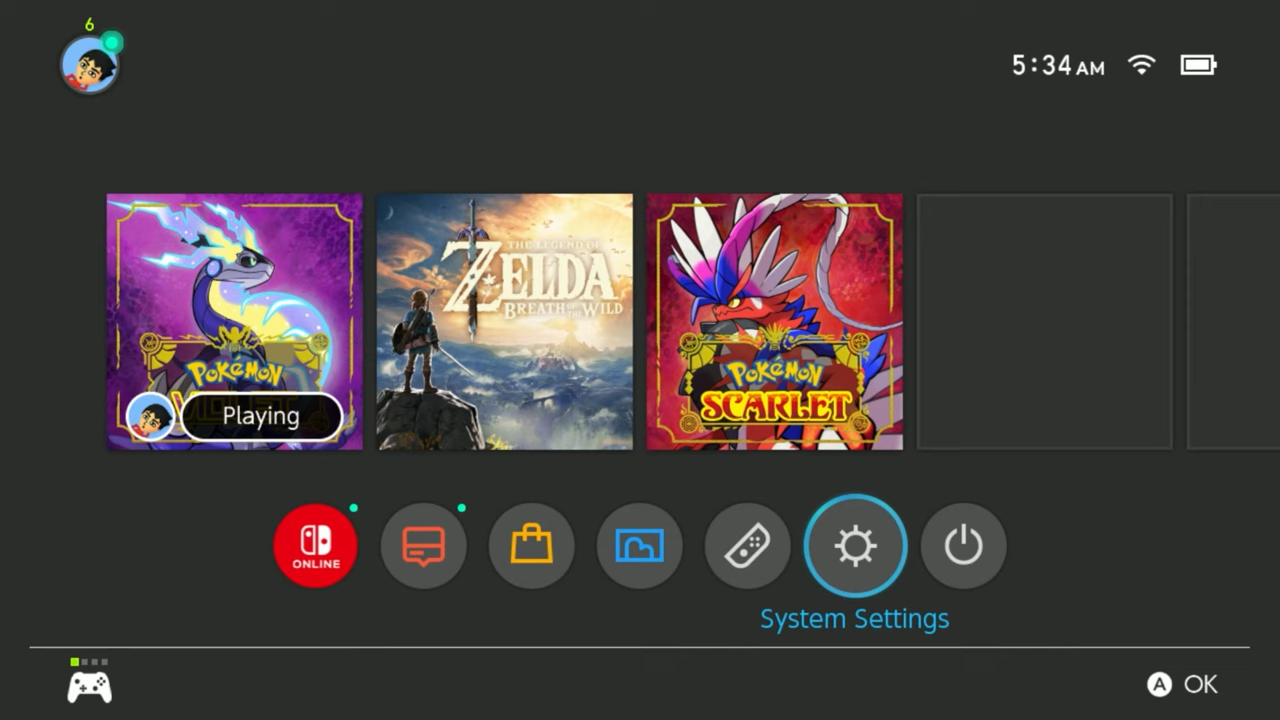 6
5:34 AM
THE LEGEND OF
ZELDA
BREATH OF THE WILD
POKÉMON
Playing
POKÉMON
SCARLET
ONLINE
System Settings
A OK